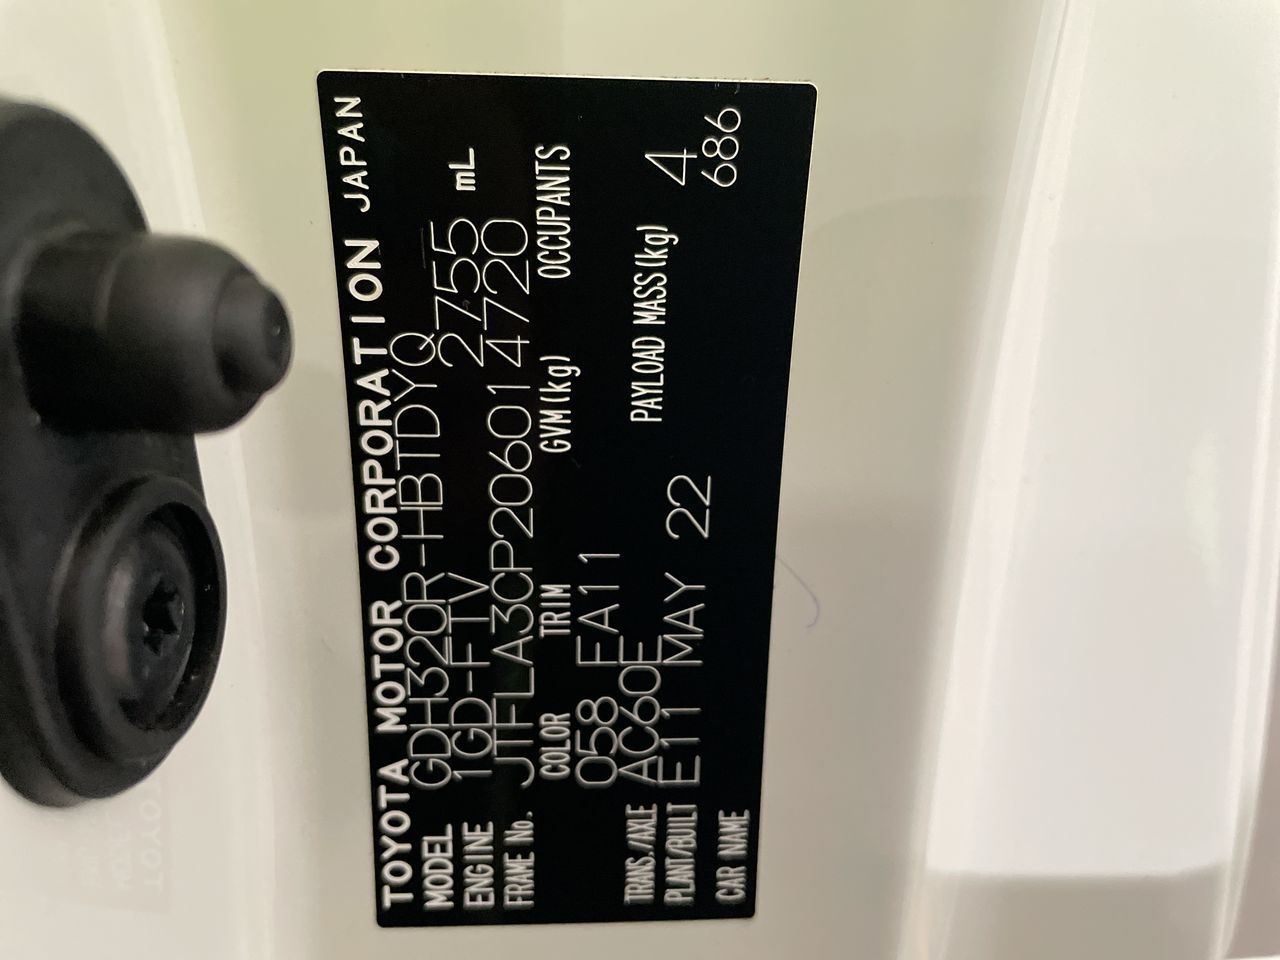 TOYOTA MOTOR CORPORATION JAPAN
MODEL GDH320R-HBTDYQ
ENGINE 1GD-FTV 2755 mL
FRAME No. JTFLA3CP206014720
COLOR TRIM GVM(kg) OCCUPANTS
058 FA11 4
TRANS./AXLE AC60E PAYLOAD MASS(kg) 686
PLANT/BUILT E11 MAY 22
CAR NAME